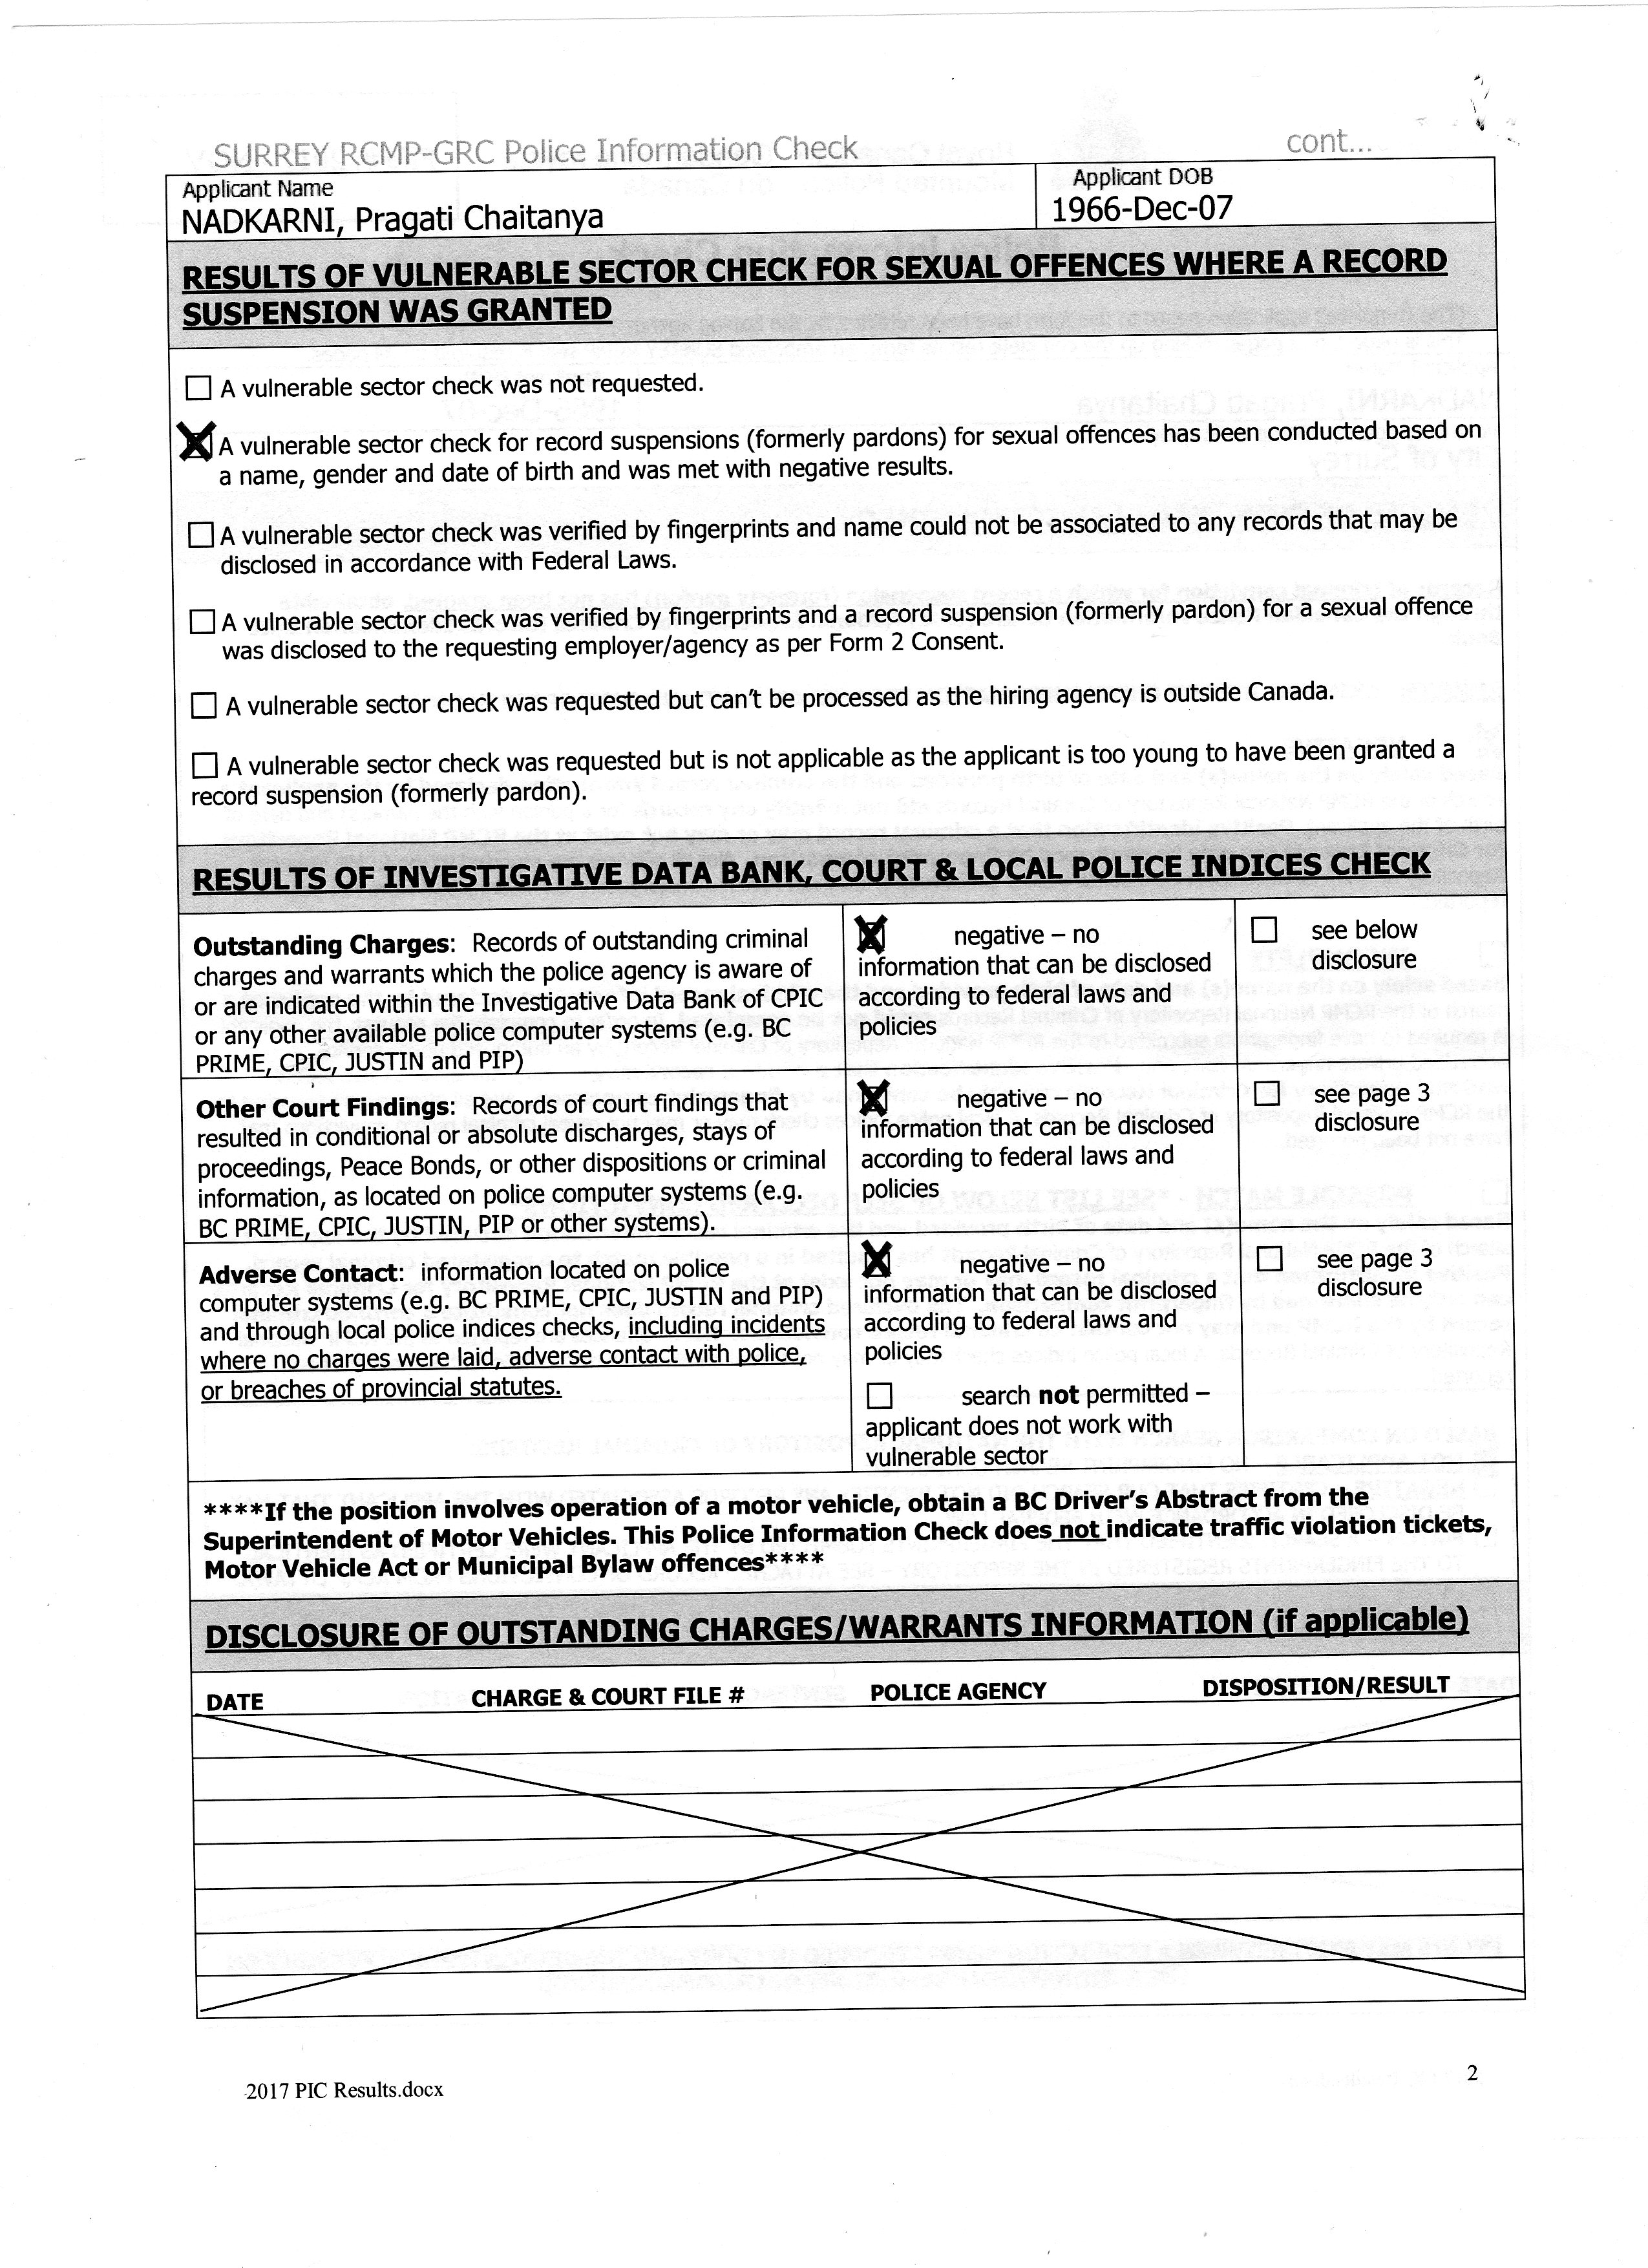 SURREY RCMP-GRC Police Information Check
cont...
Applicant Name
NADKARNI, Pragati Chaitanya
Applicant DOB
1966-Dec-07
RESULTS OF VULNERABLE SECTOR CHECK FOR SEXUAL OFFENCES WHERE A RECORD
SUSPENSION WAS GRANTED
A vulnerable sector check was not requested.
A vulnerable sector check for record suspensions (formerly pardons) for sexual offences has been conducted based on
a name, gender and date of birth and was met with negative results.
A vulnerable sector check was verified by fingerprints and name could not be associated to any records that may be
disclosed in accordance with Federal Laws.
A vulnerable sector check was verified by fingerprints and a record suspension (formerly pardon) for a sexual offence
was disclosed to the requesting employer/agency as per Form 2 Consent.
A vulnerable sector check was requested but can't be processed as the hiring agency is outside Canada.
A vulnerable sector check was requested but is not applicable as the applicant is too young to have been granted a
record suspension (formerly pardon).
RESULTS OF INVESTIGATIVE DATA BANK, COURT & LOCAL POLICE INDICES CHECK
Outstanding Charges: Records of outstanding criminal
charges and warrants which the police agency is aware of
or are indicated within the Investigative Data Bank of CPIC
or any other available police computer systems (e.g. BC
PRIME, CPIC, JUSTIN and PIP)
negative – no
information that can be disclosed
according to federal laws and
policies
see below
disclosure
Other Court Findings: Records of court findings that
resulted in conditional or absolute discharges, stays of
proceedings, Peace Bonds, or other dispositions or criminal
information, as located on police computer systems (e.g.
BC PRIME, CPIC, JUSTIN, PIP or other systems).
negative – no
information that can be disclosed
according to federal laws and
policies
see page 3
disclosure
Adverse Contact: information located on police
computer systems (e.g. BC PRIME, CPIC, JUSTIN and PIP)
and through local police indices checks, including incidents
where no charges were laid, adverse contact with police,
or breaches of provincial statutes.
negative – no
information that can be disclosed
according to federal laws and
policies
search not permitted –
applicant does not work with
vulnerable sector
see page 3
disclosure
****If the position involves operation of a motor vehicle, obtain a BC Driver's Abstract from the
Superintendent of Motor Vehicles. This Police Information Check does not indicate traffic violation tickets,
Motor Vehicle Act or Municipal Bylaw offences****
DISCLOSURE OF OUTSTANDING CHARGES/WARRANTS INFORMATION (if applicable)
DATE CHARGE & COURT FILE # POLICE AGENCY DISPOSITION/RESULT
2017 PIC Results.docx
2